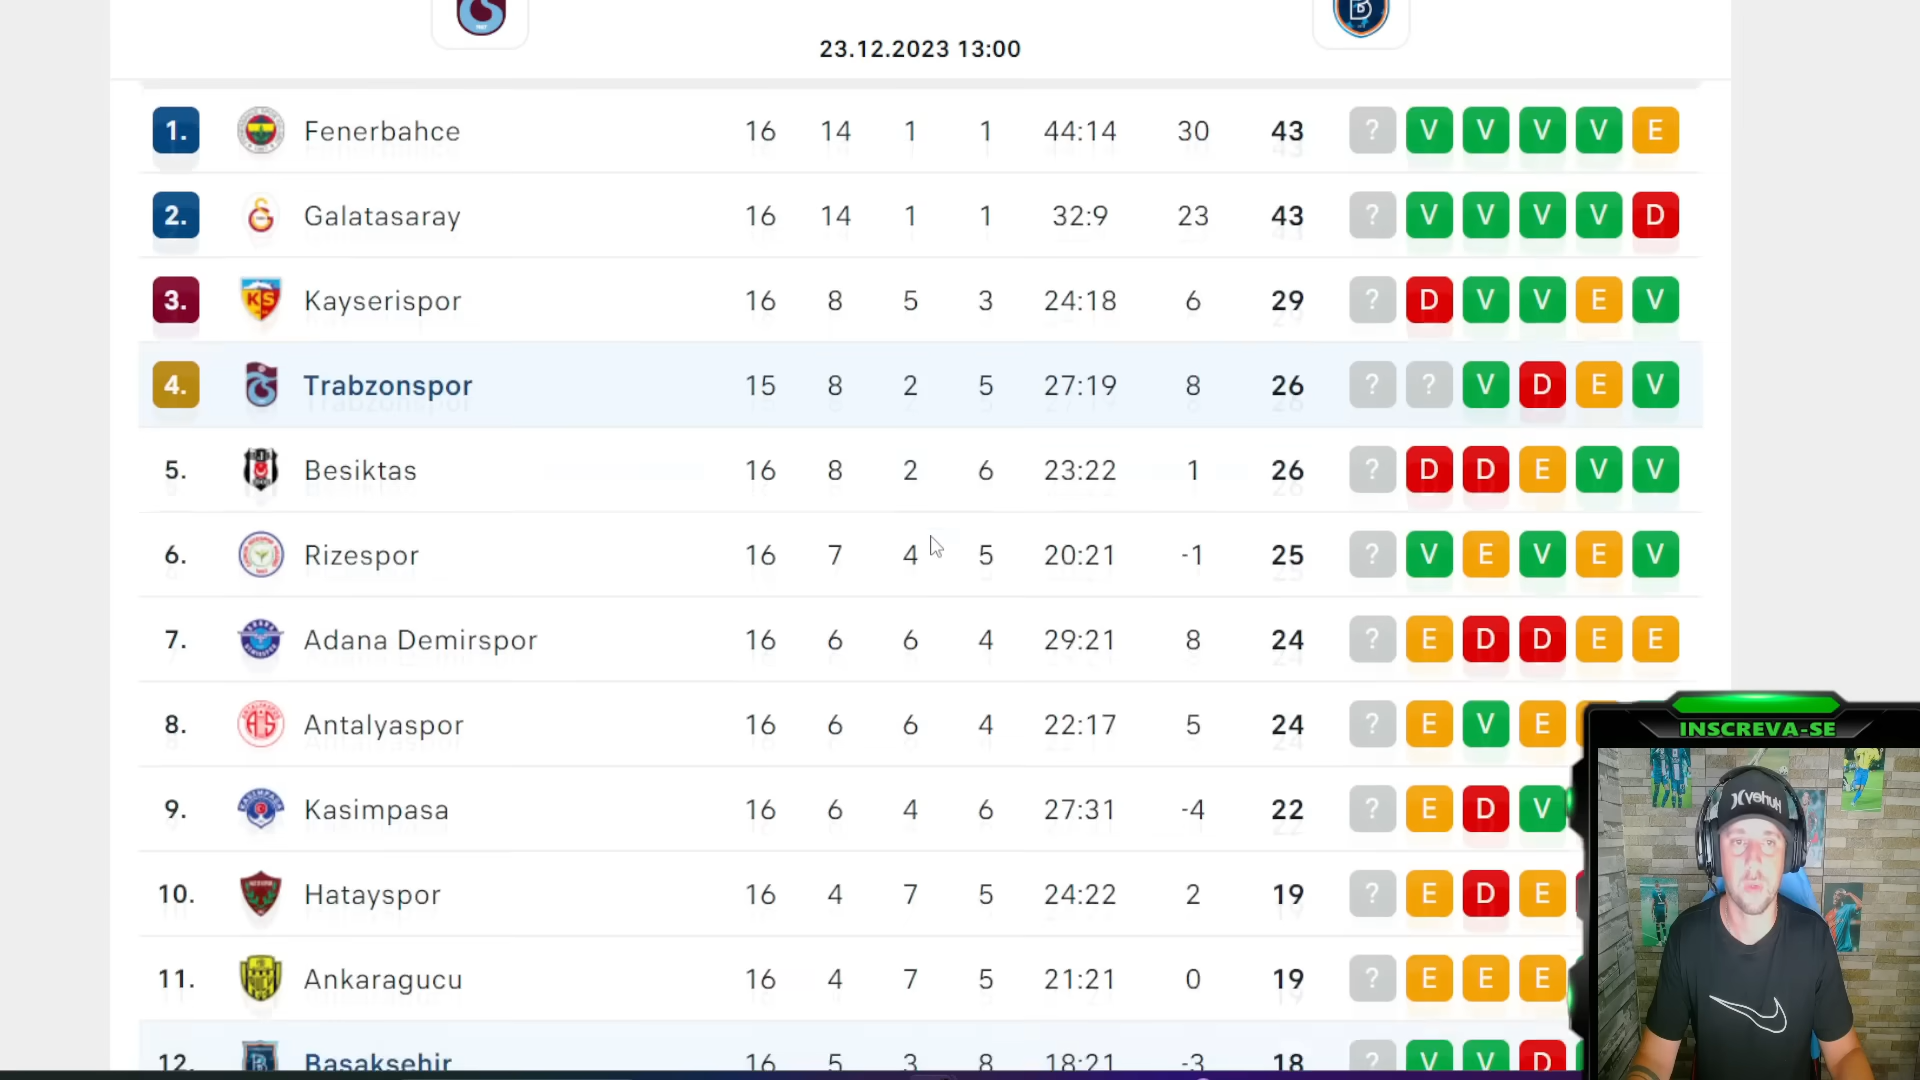 23.12.2023 13:00
1. Fenerbahce 16 14 1 1 44:14 30 43 ? V V V V E
2. Galatasaray 16 14 1 1 32:9 23 43 ? V V V V D
3. Kayserispor 16 8 5 3 24:18 6 29 ? D V V E V
4. Trabzonspor 15 8 2 5 27:19 8 26 ? ? V D E V
5. Besiktas 16 8 2 6 23:22 1 26 ? D D E V V
6. Rizespor 16 7 4 5 20:21 -1 25 ? V E V E V
7. Adana Demirspor 16 6 6 4 29:21 8 24 ? E D D E E
8. Antalyaspor 16 6 6 4 22:17 5 24 ? E V E
9. Kasimpasa 16 6 4 6 27:31 -4 22 ? E D V
10. Hatayspor 16 4 7 5 24:22 2 19 ? E D E
11. Ankaragucu 16 4 7 5 21:21 0 19 ? E E E
12. Basaksehir 16 5 3 8 18:21 -3 18 ? V V D
INSCREVA-SE